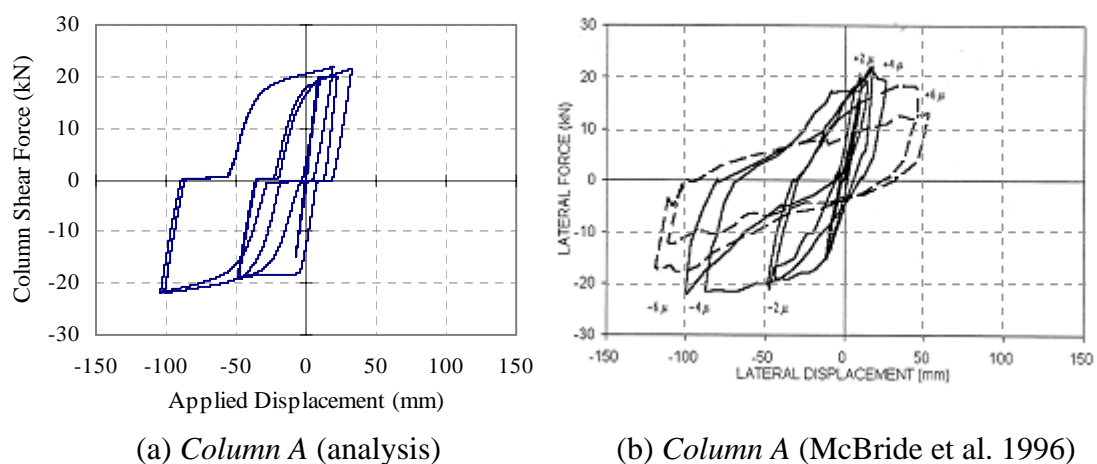 30
20
10
0
-10
-20
-30
-150 -100 -50 0 50 100 150
Column Shear Force (kN)
Applied Displacement (mm)
(a) Column A (analysis)
30
20
10
0
-10
-20
-30
-150 -100 -50 0 50 100 150
LATERAL FORCE (kN)
LATERAL DISPLACEMENT (mm)
+2μ +4μ
+6μ
-6μ -4μ -2μ
(b) Column A (McBride et al. 1996)